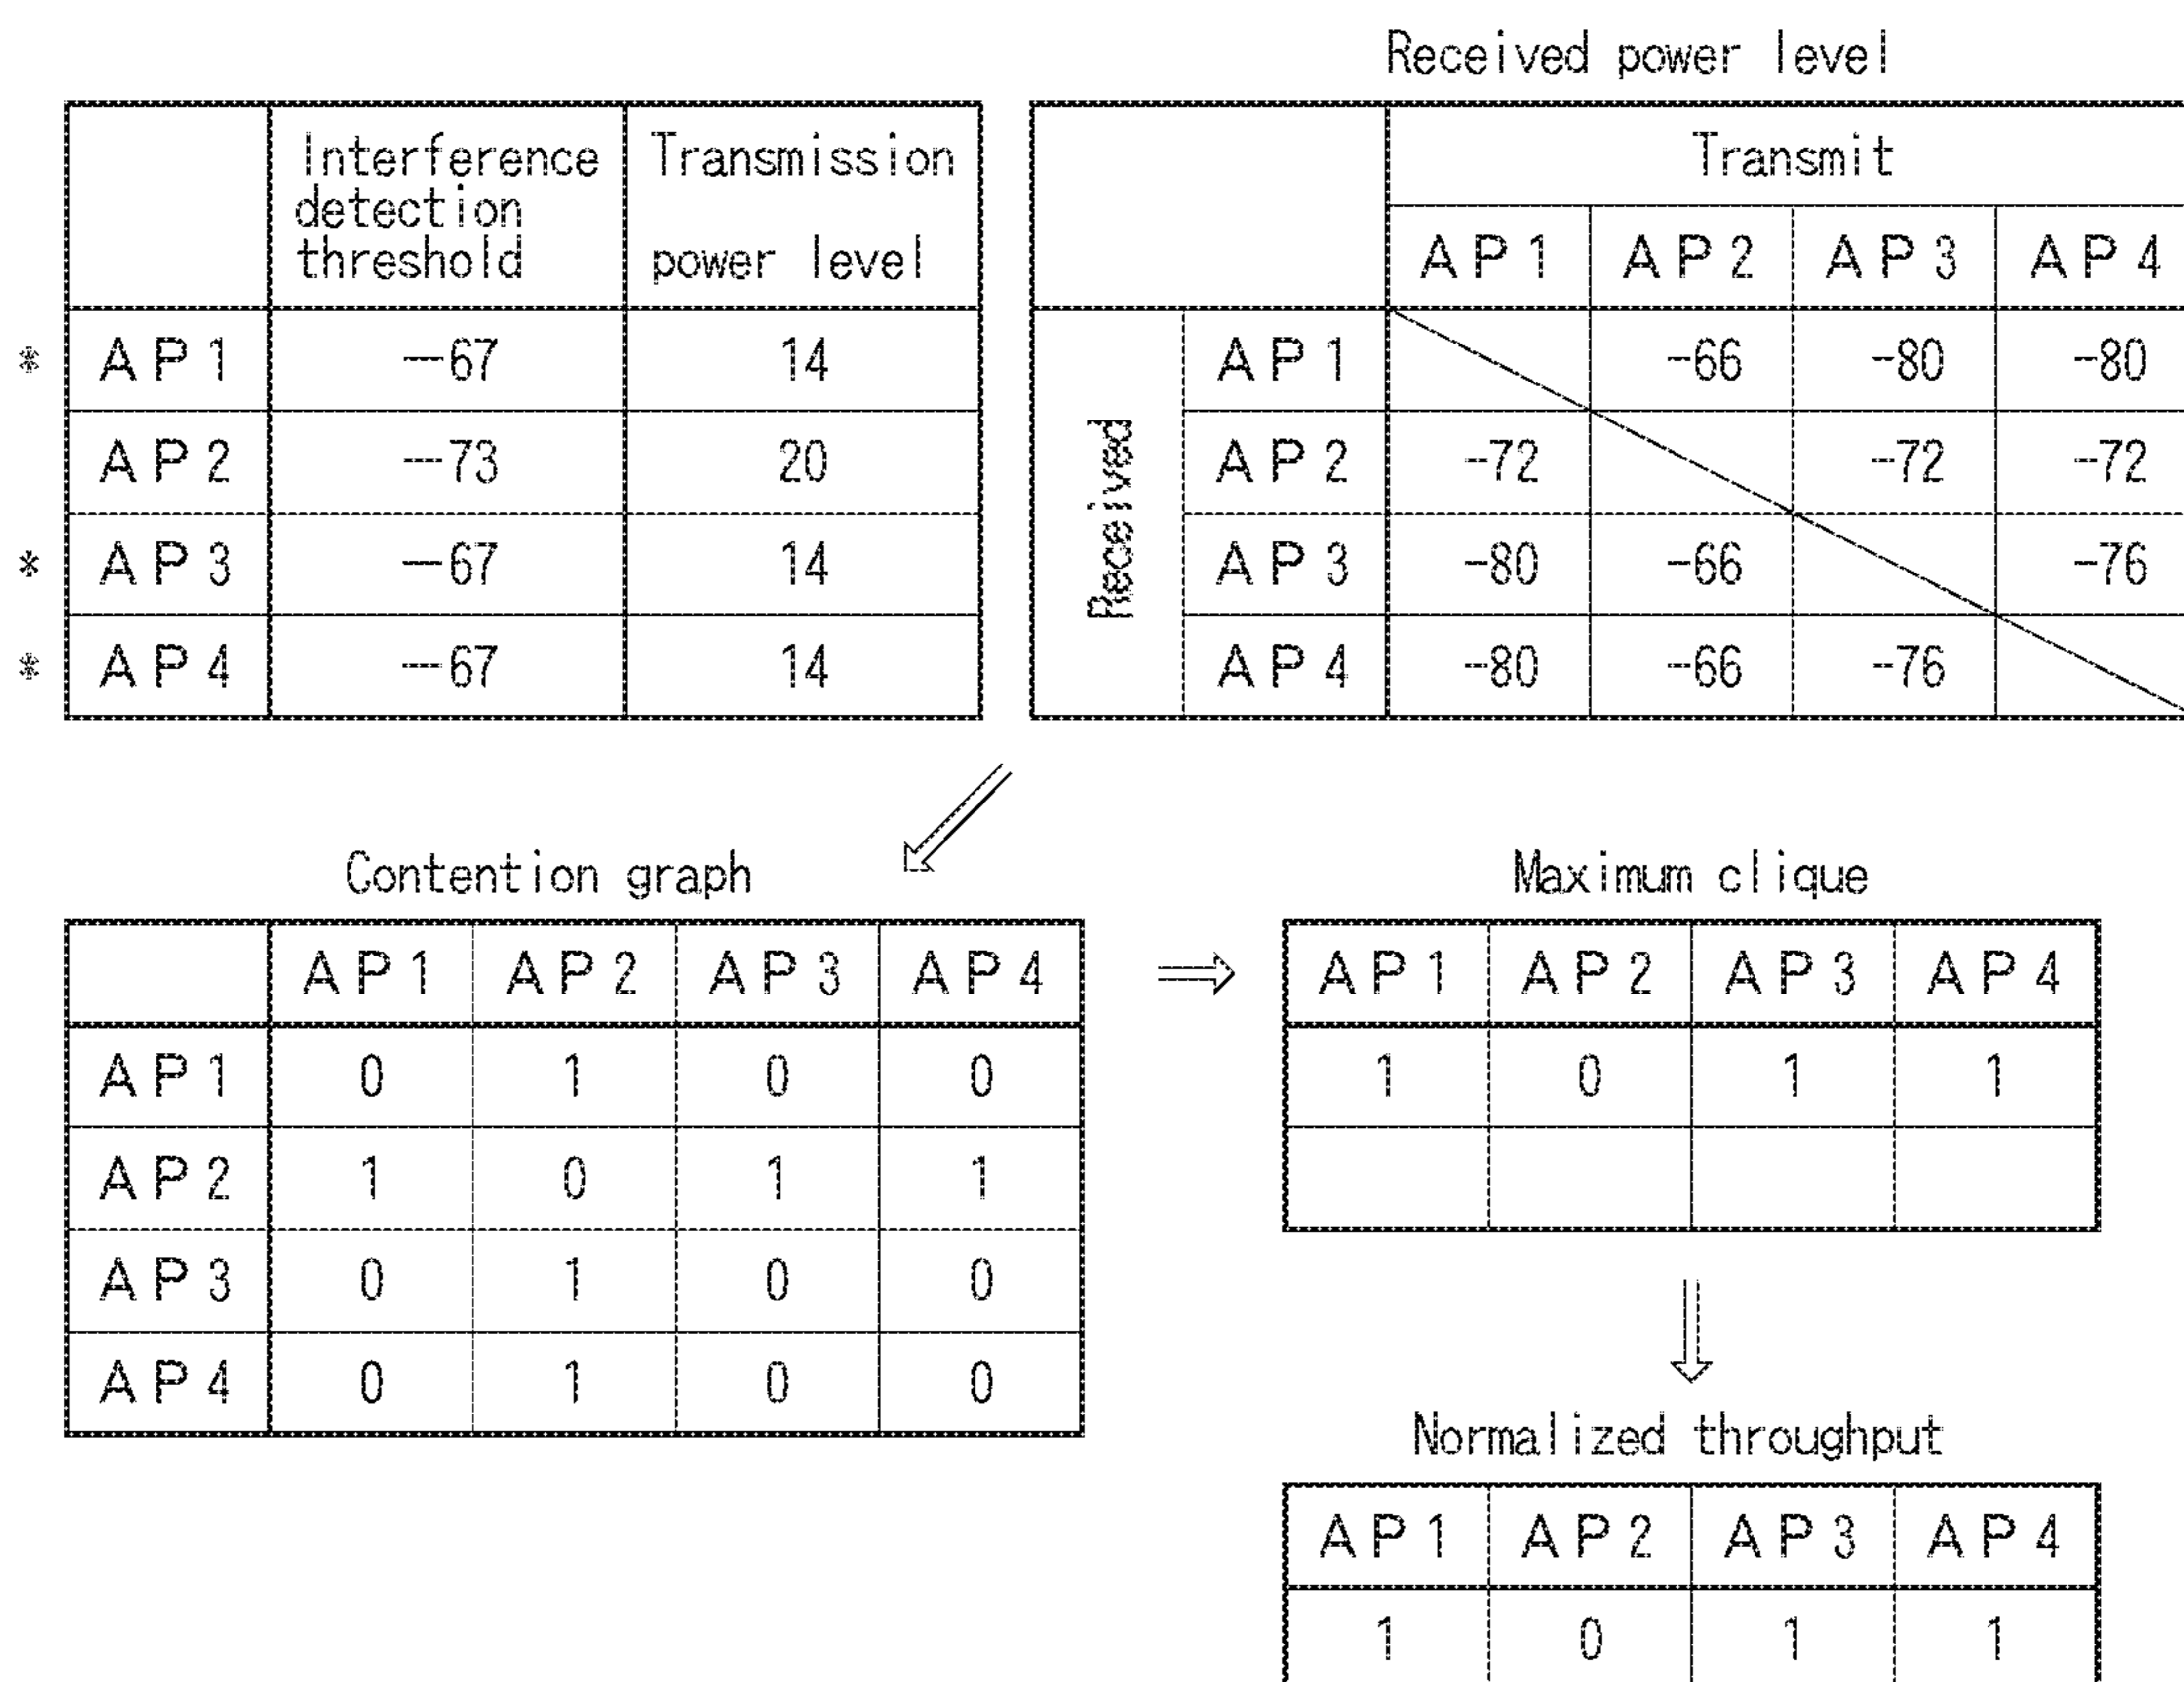 Received power level
Interference detection threshold Transmission power level
Transmit
AP1 AP2 AP3 AP4
* AP1 -67 14
* AP2 -73 20
* AP3 -67 14
* AP4 -67 14
Received
AP1 -66 -80 -80
AP2 -72 -72 -72
AP3 -80 -66 -76
AP4 -80 -66 -76
Contention graph
AP1 AP2 AP3 AP4
AP1 0 1 0 0
AP2 1 0 1 1
AP3 0 1 0 0
AP4 0 1 0 0
Maximum clique
AP1 AP2 AP3 AP4
1 0 1 1
Normalized throughput
AP1 AP2 AP3 AP4
1 0 1 1